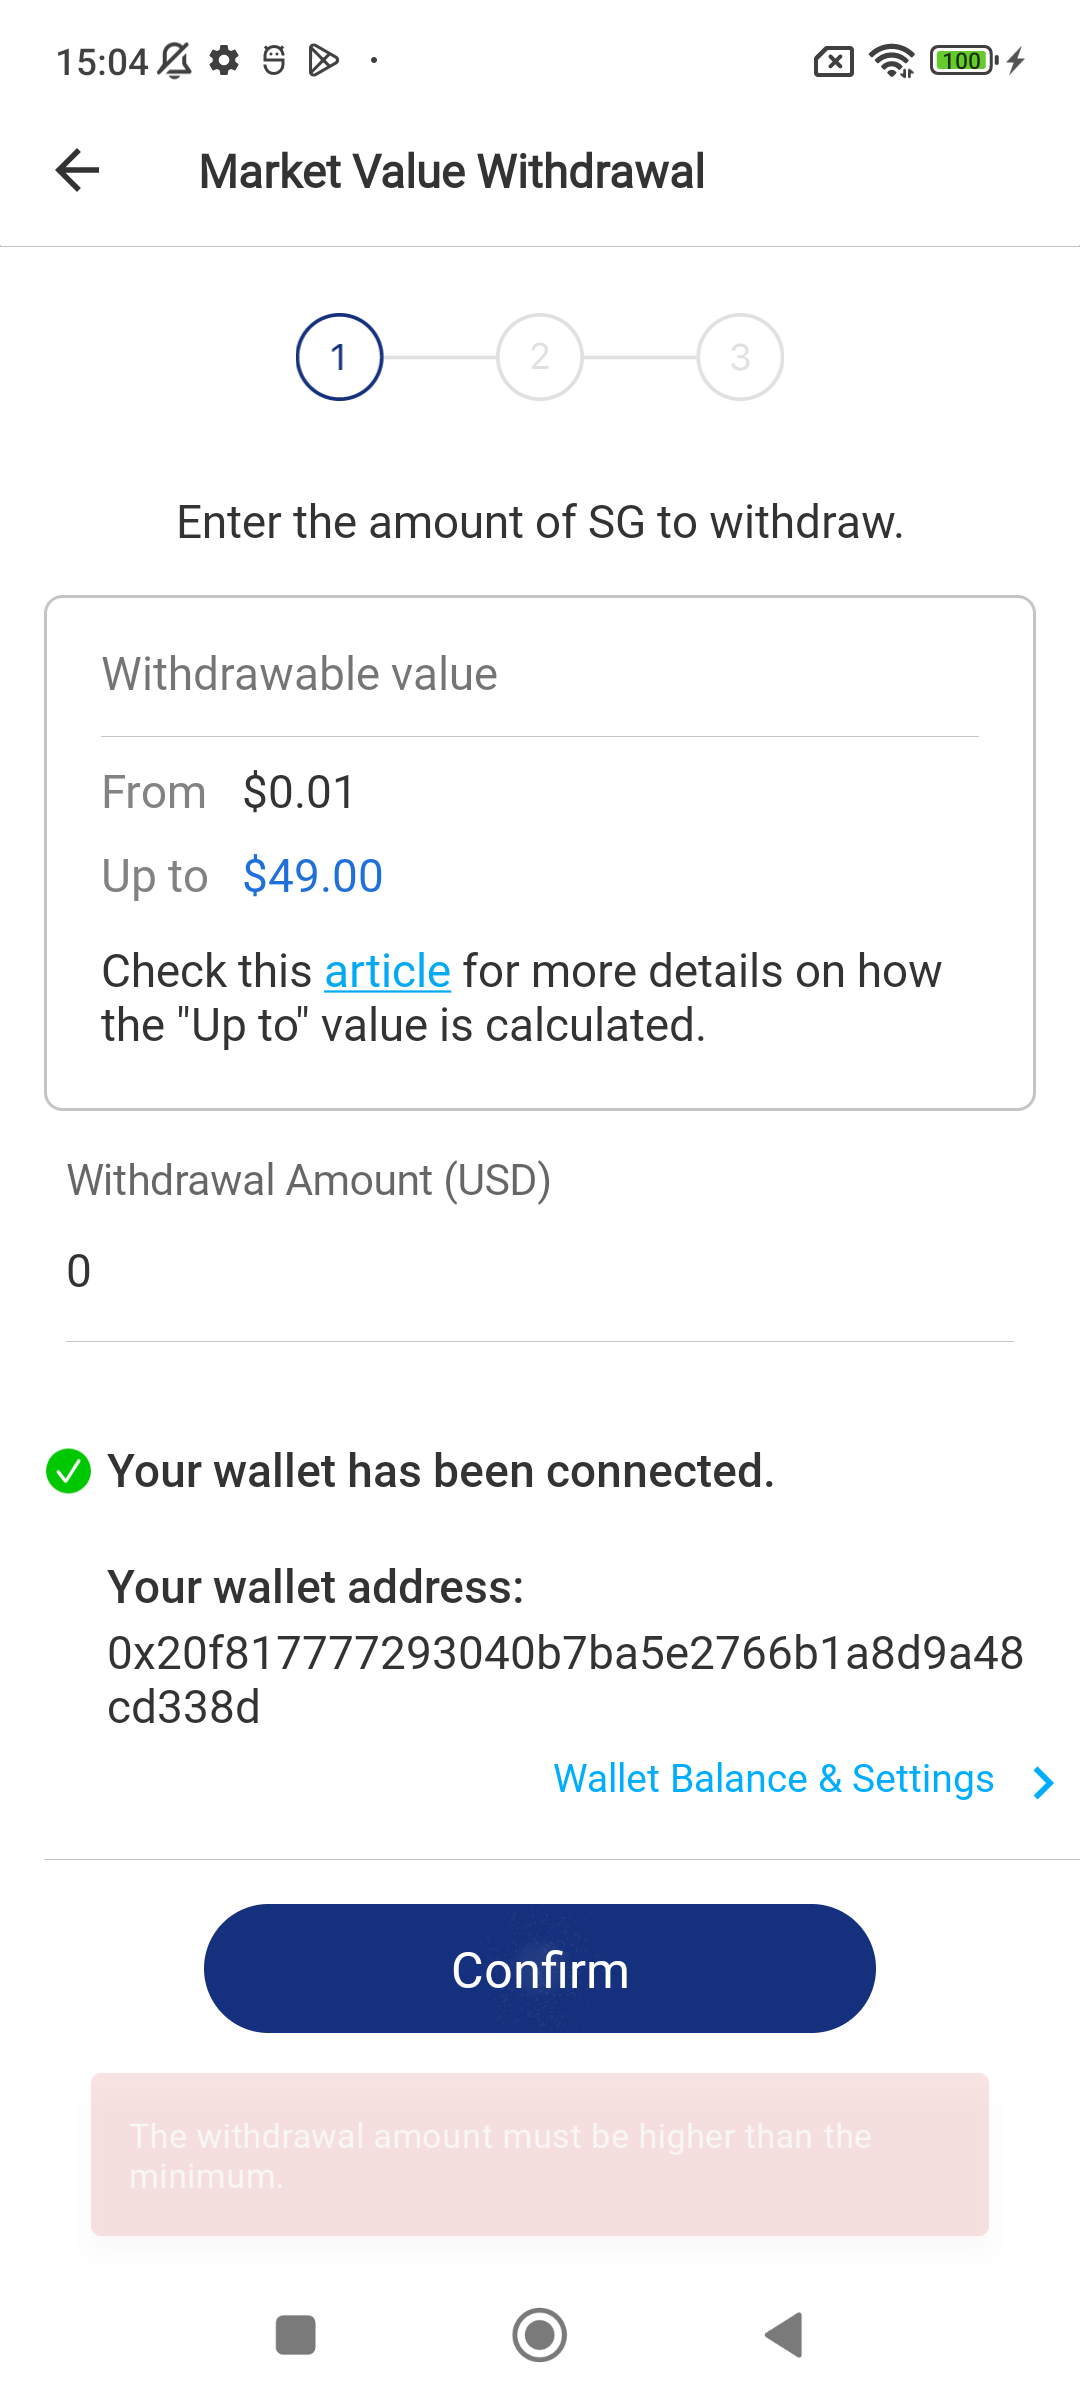 15:04
100
Market Value Withdrawal
1 2 3
Enter the amount of SG to withdraw.
Withdrawable value
From $0.01
Up to $49.00
Check this article for more details on how
the "Up to" value is calculated.
Withdrawal Amount (USD)
0
Your wallet has been connected.
Your wallet address:
0x20f817777293040b7ba5e2766b1a8d9a48
cd338d
Wallet Balance & Settings
Confirm
The withdrawal amount must be higher than the
minimum.